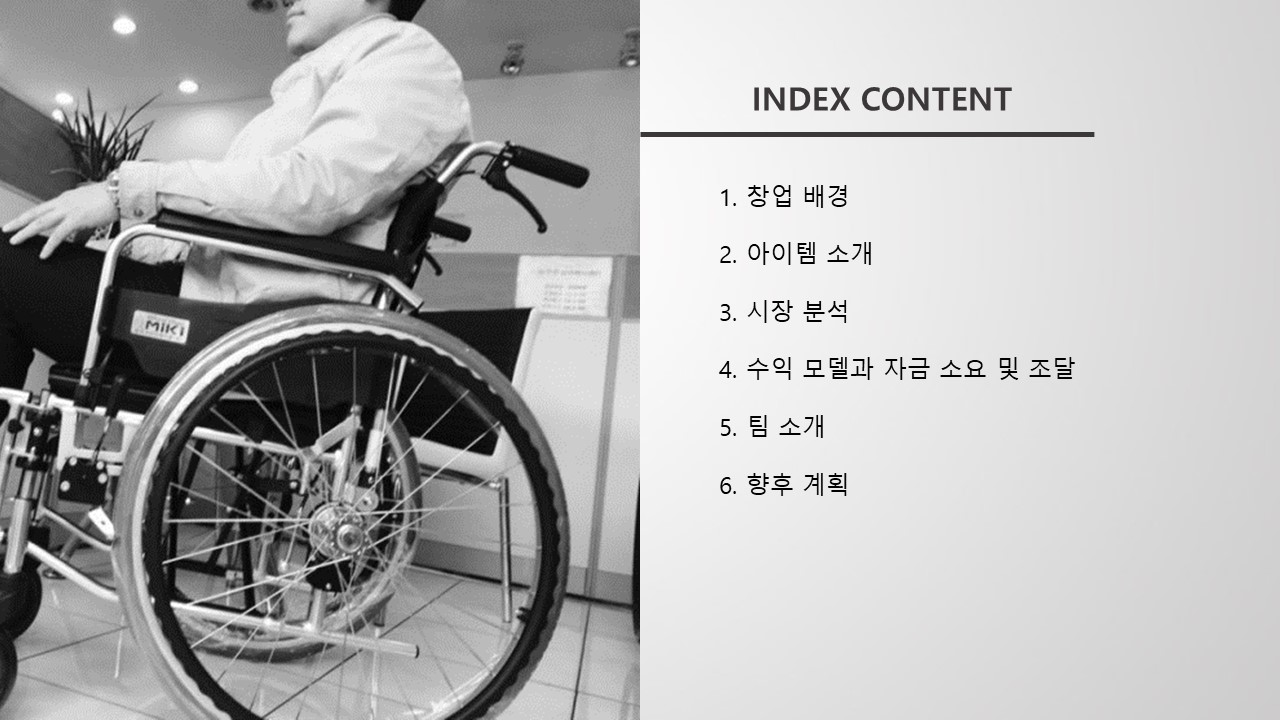 INDEX CONTENT
1. 창업 배경
2. 아이템 소개
3. 시장 분석
4. 수익 모델과 자금 소요 및 조달
5. 팀 소개
6. 향후 계획
MiKi